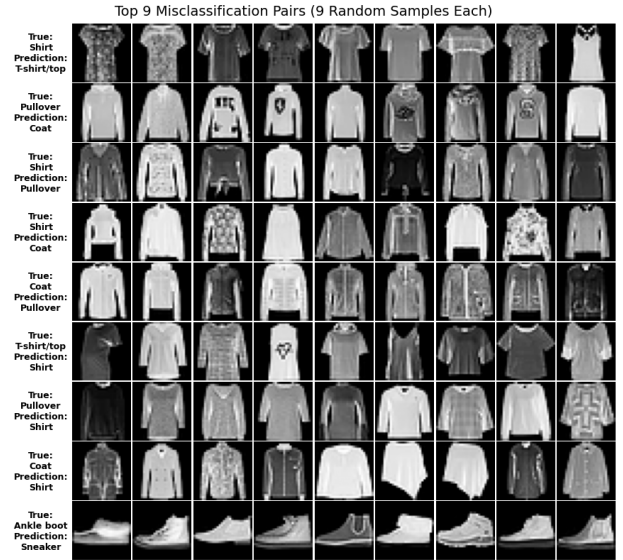 Top 9 Misclassification Pairs (9 Random Samples Each)
True:
Shirt
Prediction:
T-shirt/top
True:
Pullover
Prediction:
Coat
True:
Shirt
Prediction:
Pullover
True:
Shirt
Prediction:
Coat
True:
Coat
Prediction:
Pullover
True:
T-shirt/top
Prediction:
Shirt
True:
Pullover
Prediction:
Shirt
True:
Coat
Prediction:
Shirt
True:
Ankle boot
Prediction:
Sneaker